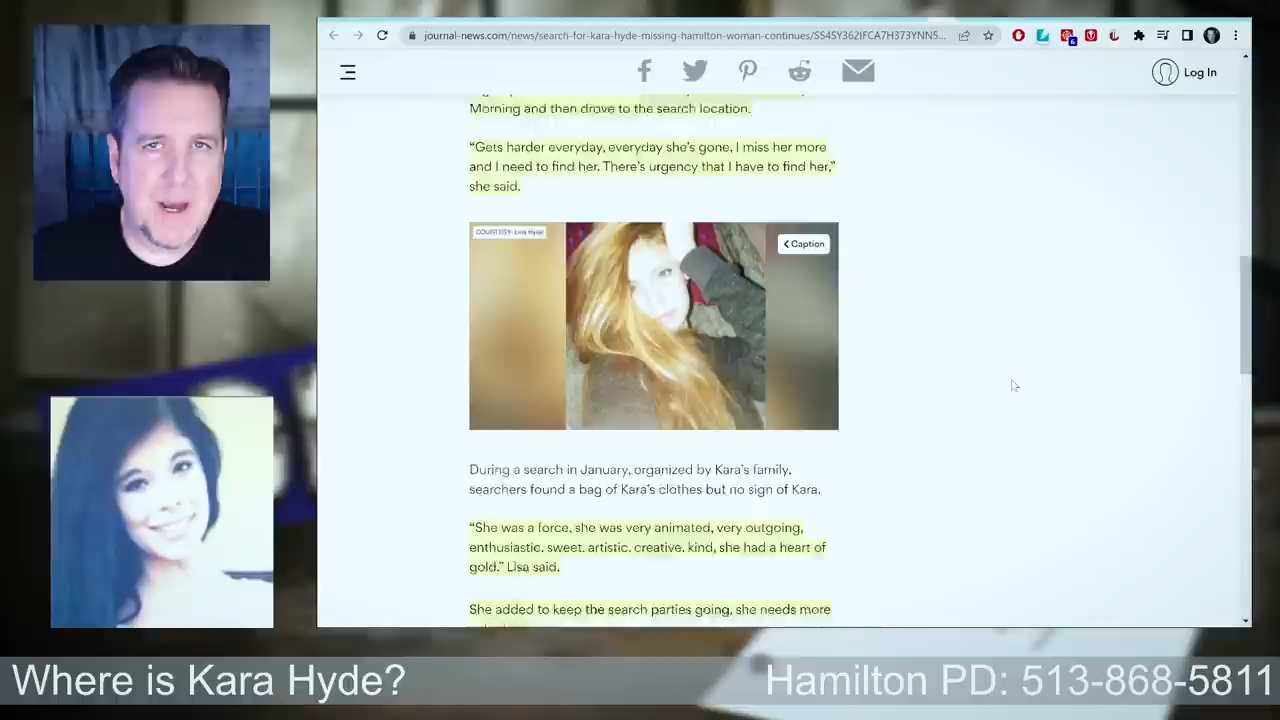 journal-news.com/news/search-for-kara-hyde-missing-hamilton-woman-continues/SS4SY362IFCA7H373YNN5...
6
Log In
Morning and then drove to the search location.
“Gets harder everyday, everyday she’s gone, I miss her more
and I need to find her. There’s urgency that I have to find her,”
she said.
COURTESY: Lisa Hyde
Caption
During a search in January, organized by Kara’s family,
searchers found a bag of Kara’s clothes but no sign of Kara.
“She was a force, she was very animated, very outgoing,
enthusiastic, sweet, artistic, creative, kind, she had a heart of
gold.” Lisa said.
She added to keep the search parties going, she needs more
Where is Kara Hyde?
Hamilton PD: 513-868-5811